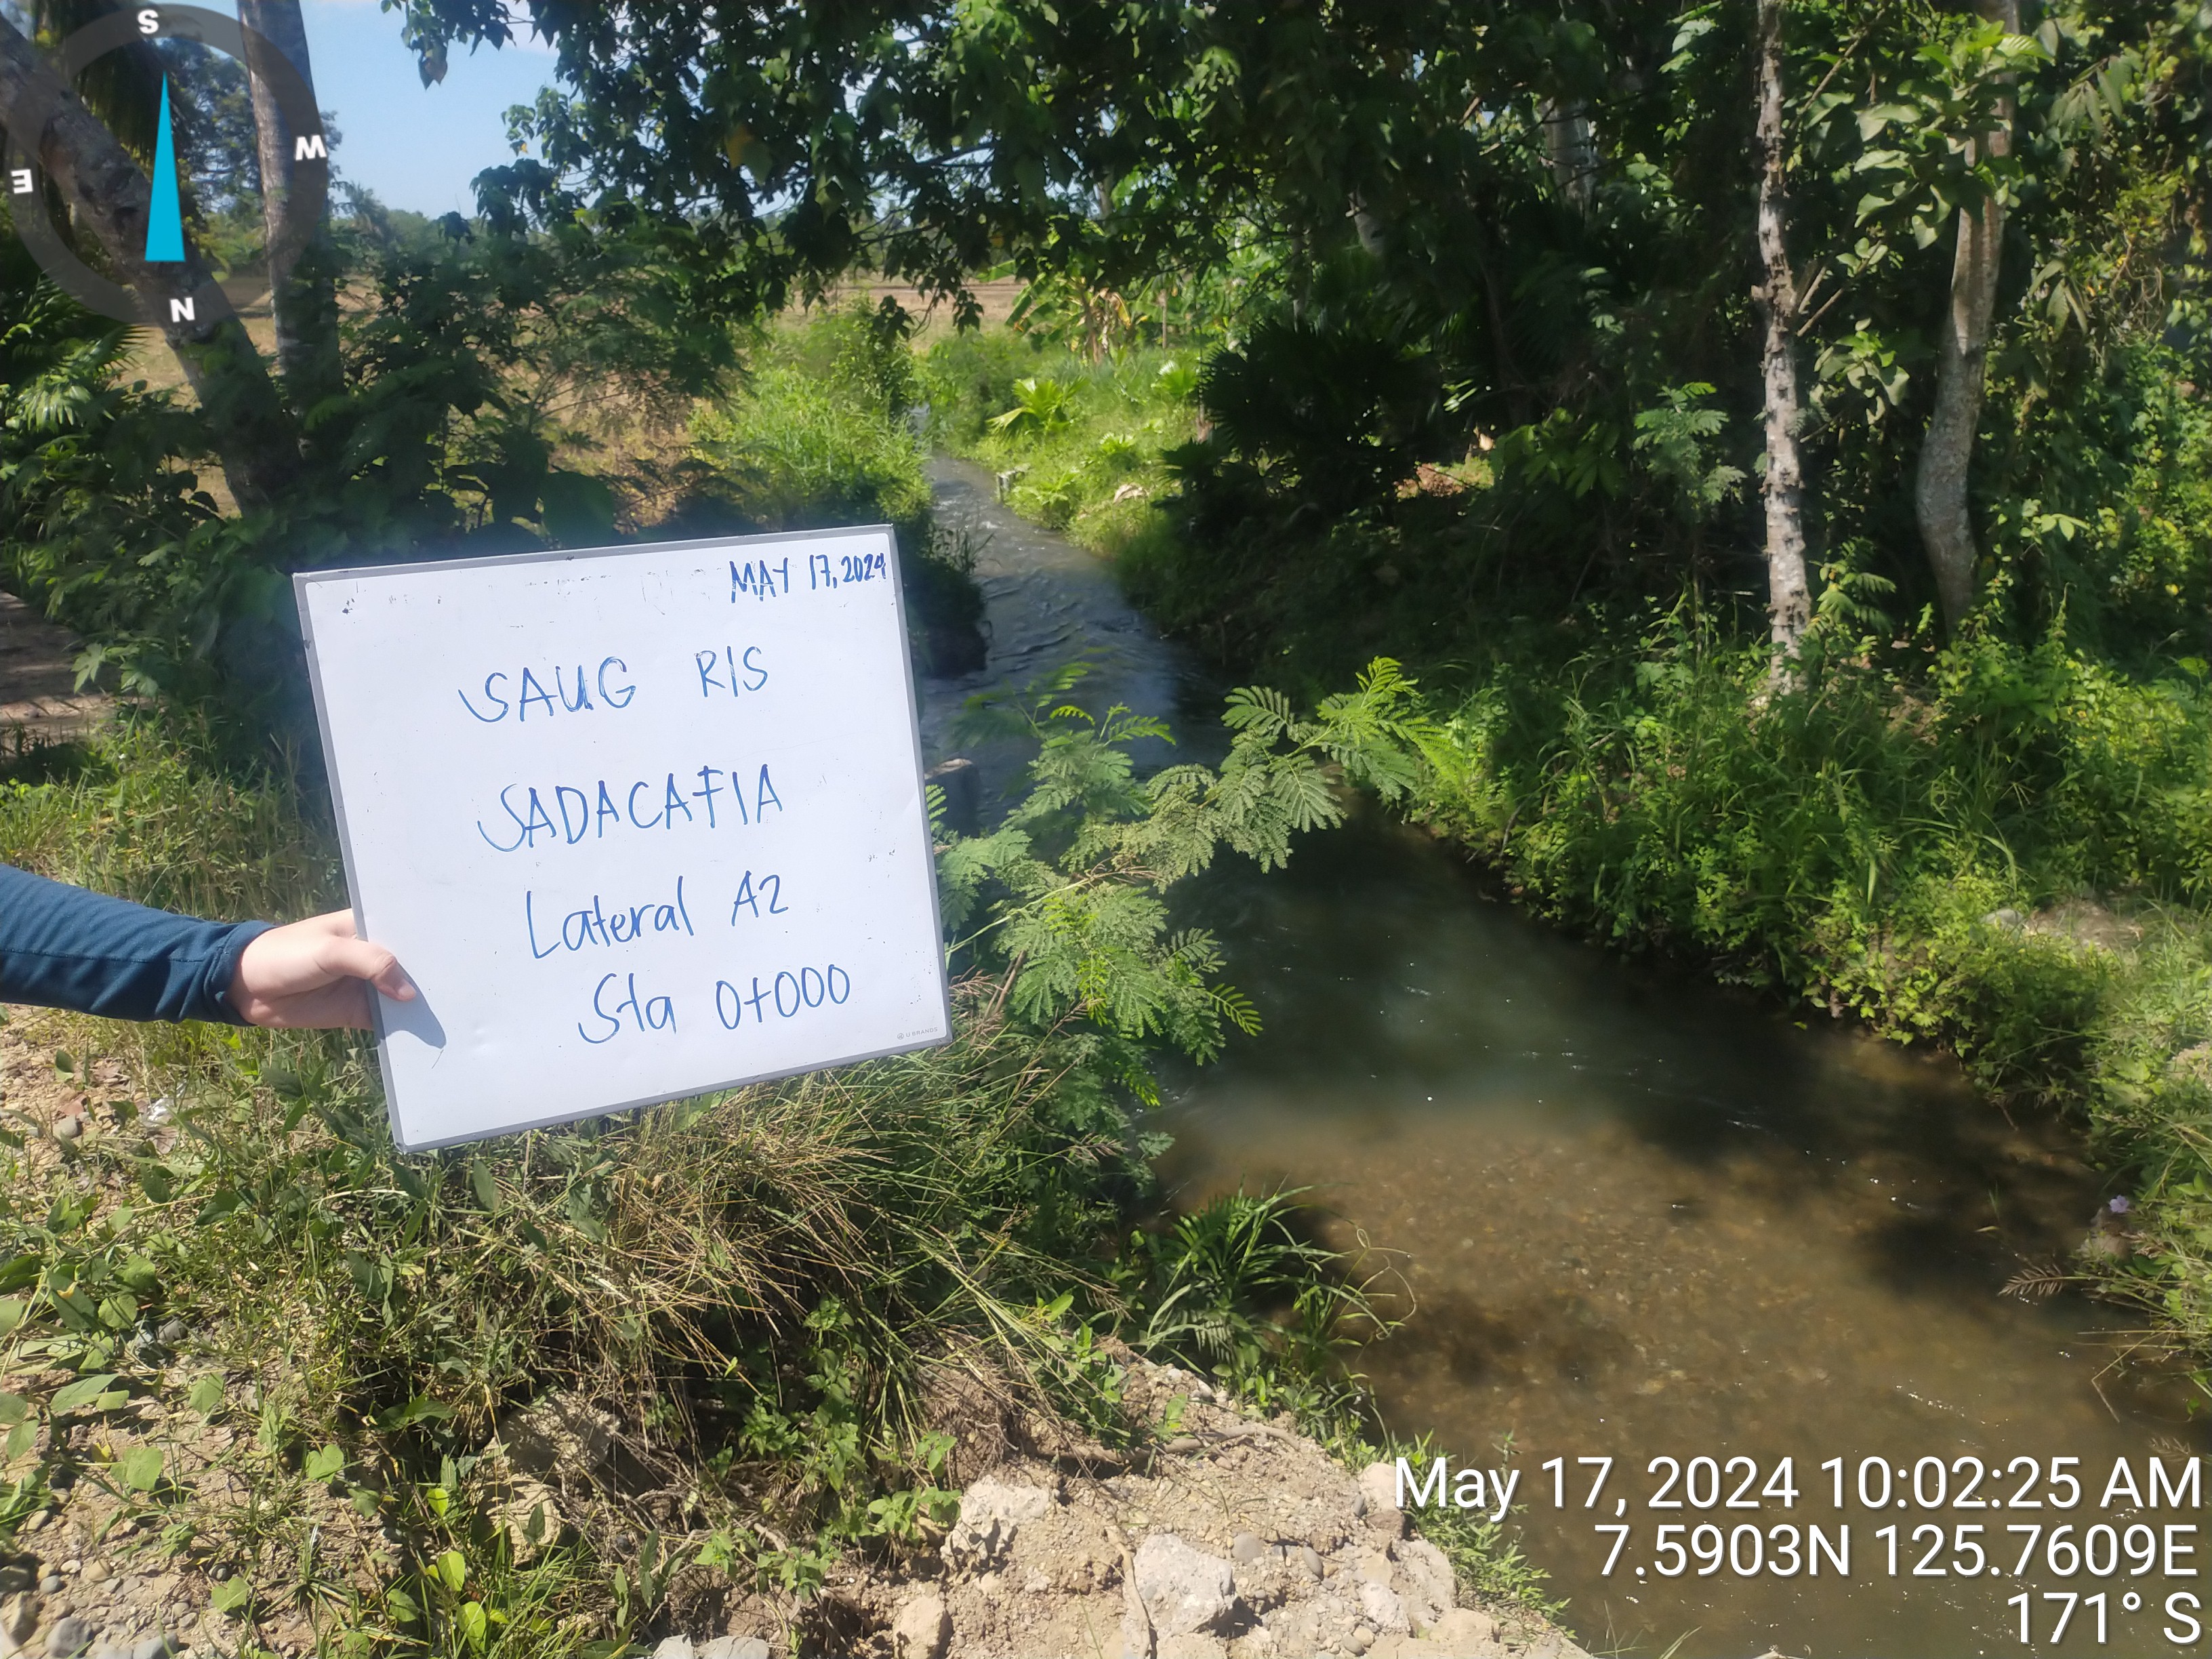 S
W
E
N
MAY 17, 2024
SAUG RIS
SADACAFIA
Lateral A2
Sta 0+000
U BRANDS
May 17, 2024 10:02:25 AM
7.5903N 125.7609E
171° S